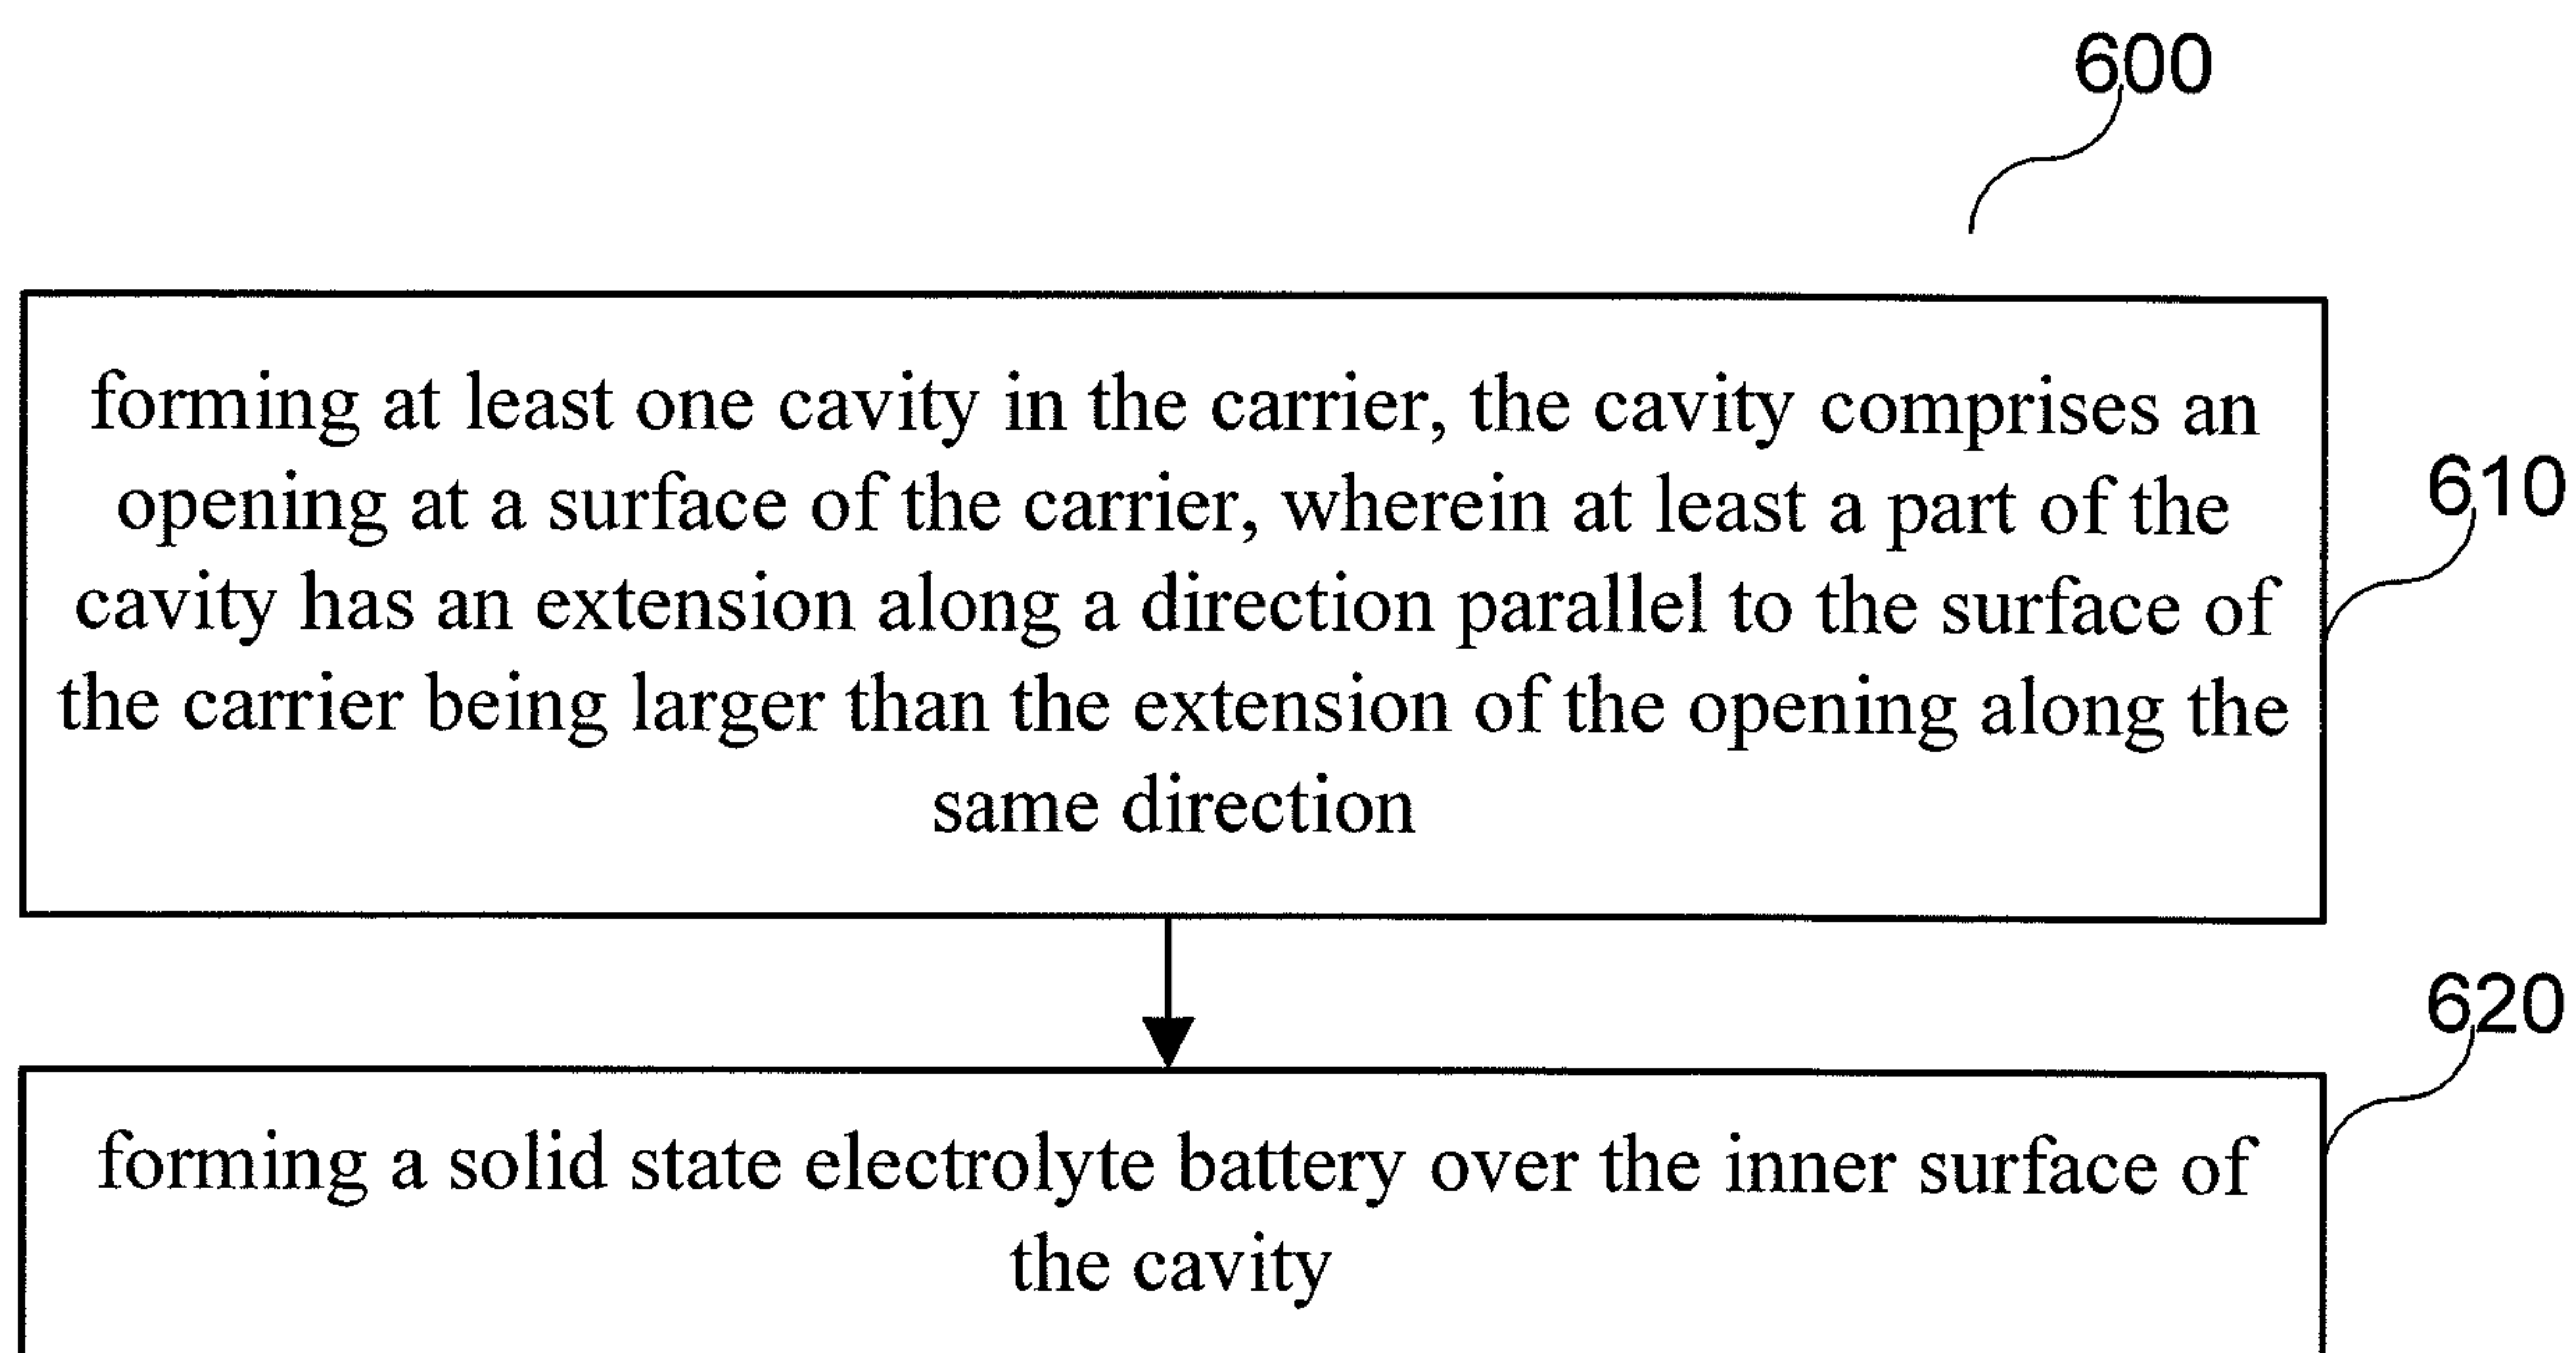 600
forming at least one cavity in the carrier, the cavity comprises an
opening at a surface of the carrier, wherein at least a part of the
cavity has an extension along a direction parallel to the surface of
the carrier being larger than the extension of the opening along the
same direction
610
620
forming a solid state electrolyte battery over the inner surface of
the cavity